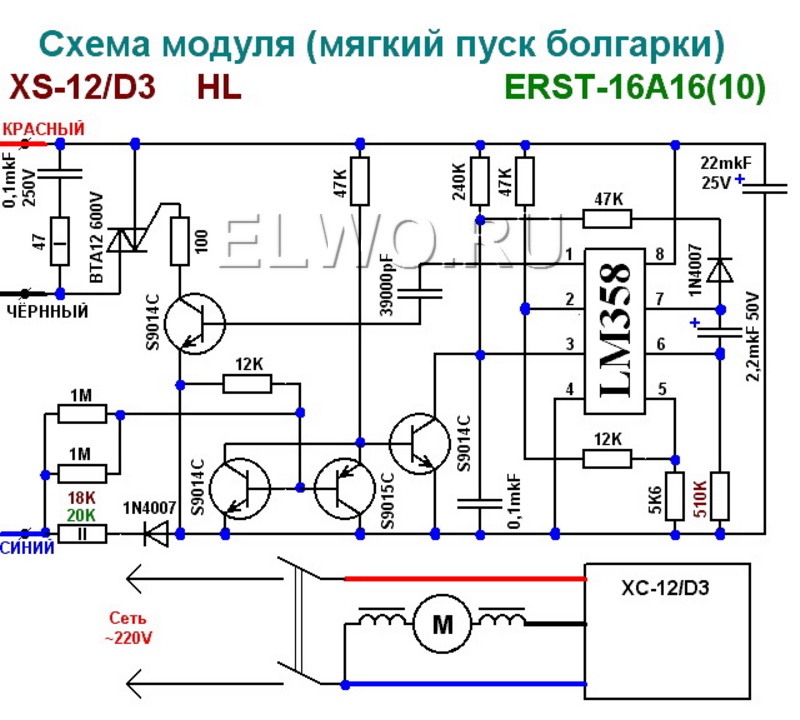 Схема модуля (мягкий пуск болгарки)
XS-12/D3 HL ERST-16A16(10)
КРАСНЫЙ
0,1mkF
250V
47
BTA12 600V
100
47K
240K
47K
22mkF
25V
+
47K
ELWO.RU
39000pF
1N4007
1
8
2
7
3
6
4
5
LM358
+
2,2mkF 50V
ЧЁРННЫЙ
S9014C
12K
1M
1M
S9014C
S9015C
S9014C
0,1mkF
12K
5K6
510K
18K
20K
1N4007
СИНИЙ
Сеть
~220V
M
XC-12/D3